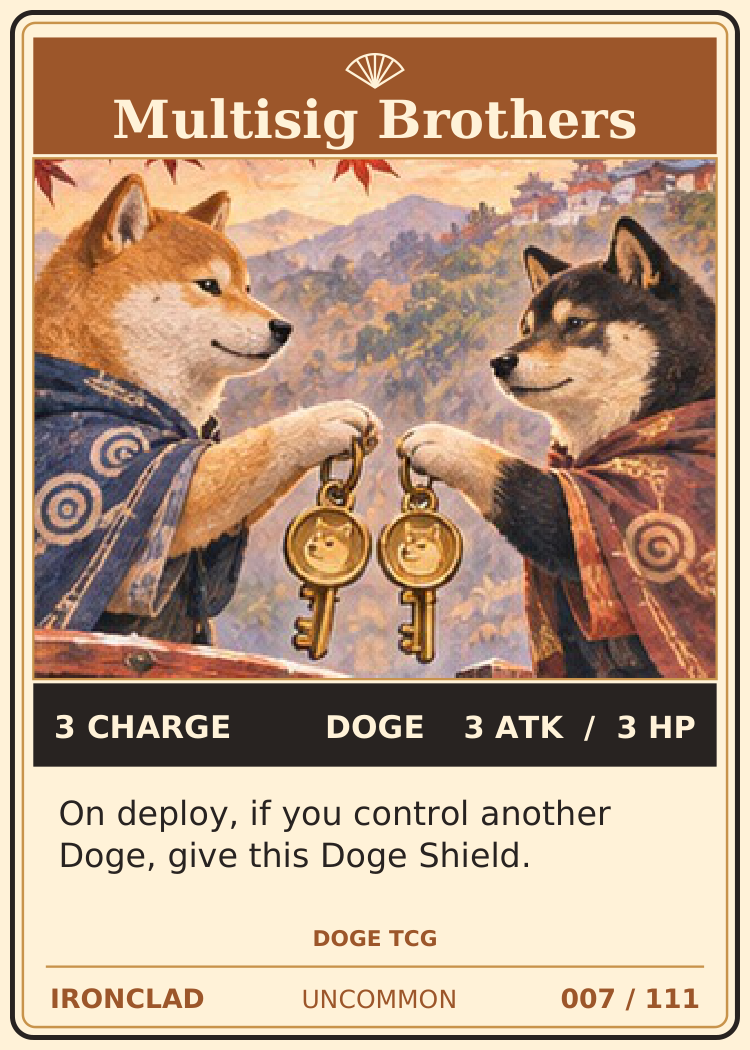 Multisig Brothers
3 CHARGE DOGE 3 ATK / 3 HP
On deploy, if you control another
Doge, give this Doge Shield.
DOGE TCG
IRONCLAD UNCOMMON 007 / 111